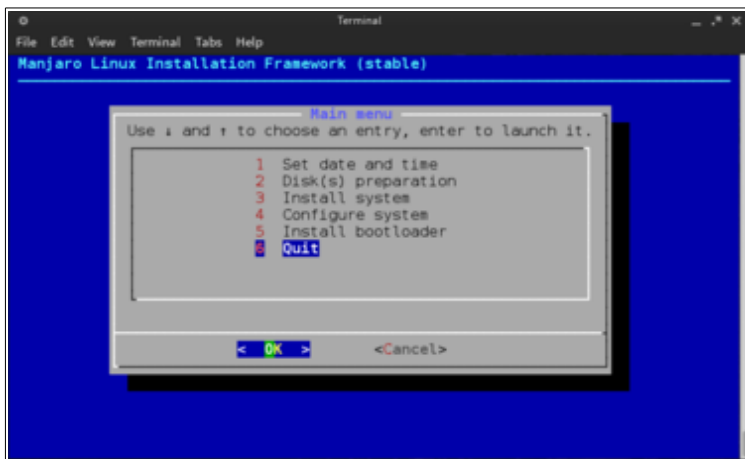 Terminal
File Edit View Terminal Tabs Help
Manjaro Linux Installation Framework (stable)
Main menu
Use ↓ and ↑ to choose an entry, enter to launch it.
1 Set date and time
2 Disk(s) preparation
3 Install system
4 Configure system
5 Install bootloader
6 Quit
< OK > <Cancel>